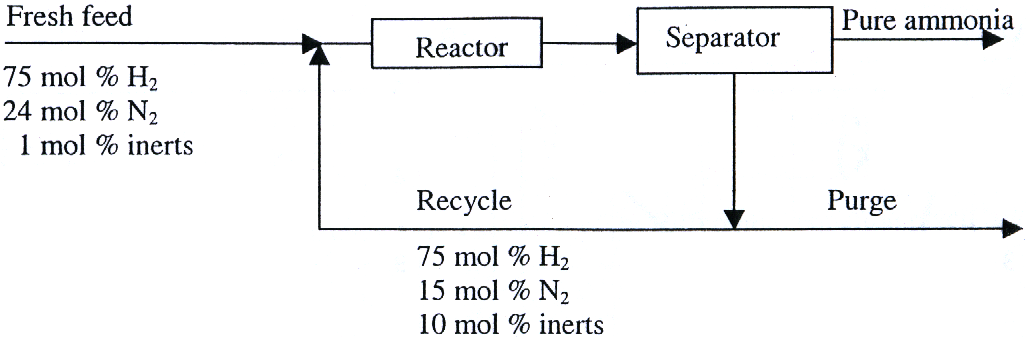 Fresh feed
Reactor
Separator
Pure ammonia
75 mol % H₂
24 mol % N₂
1 mol % inerts
Recycle
Purge
75 mol % H₂
15 mol % N₂
10 mol % inerts